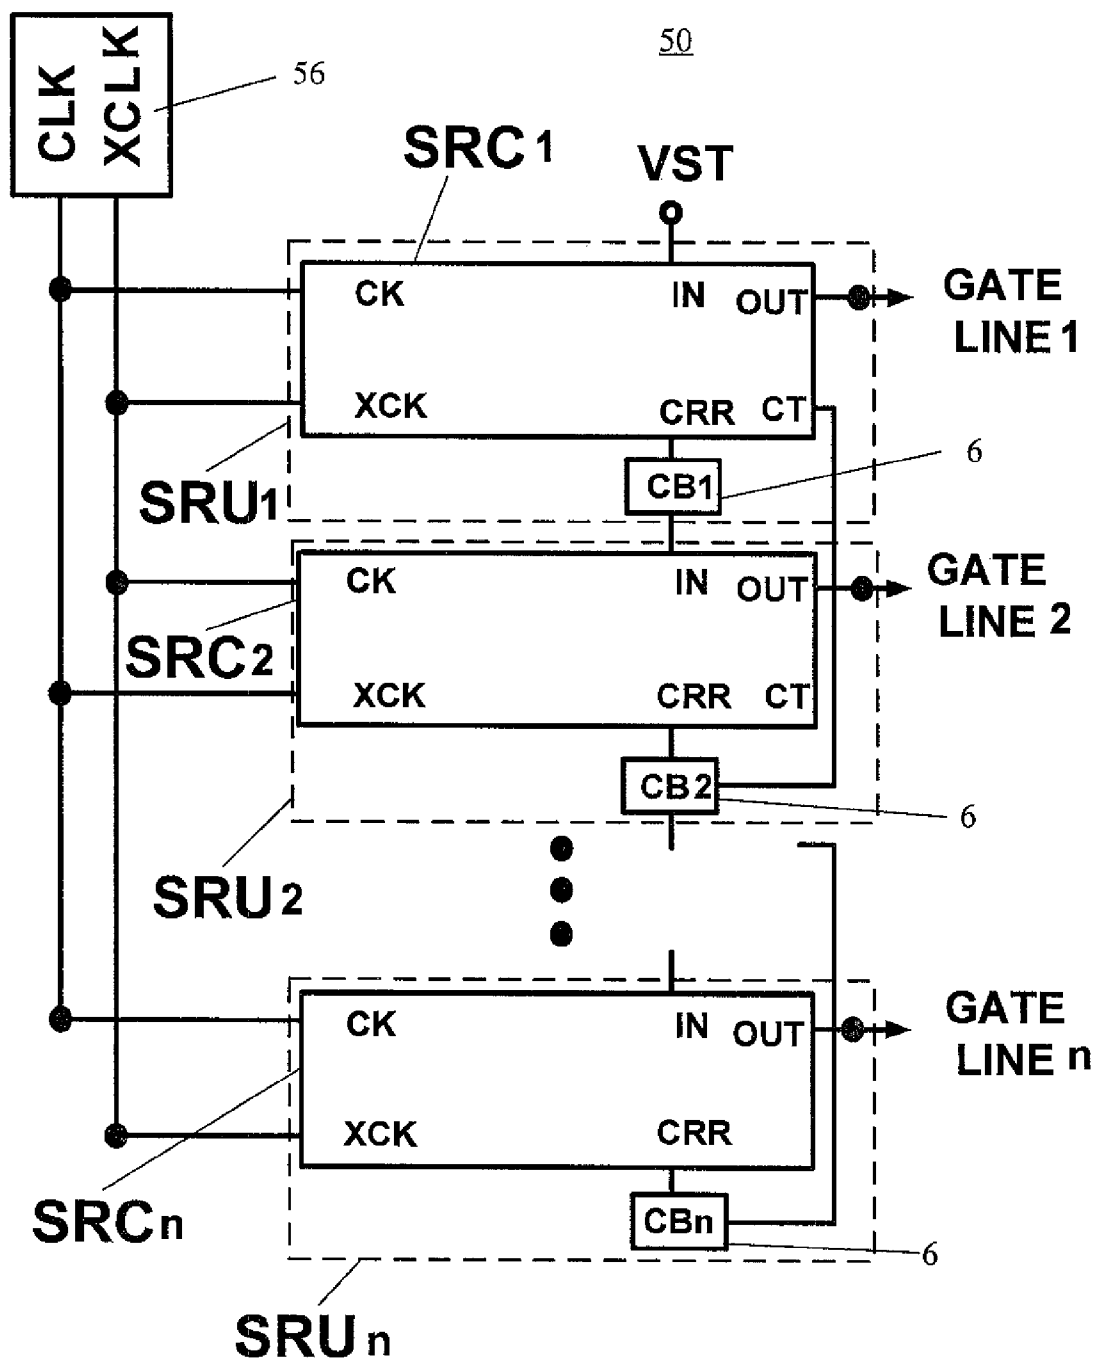 50
CLK
XCLK
56
SRC1
VST
CK
IN
OUT
GATE
LINE 1
XCK
CRR
CT
SRU1
CB1
6
CK
IN
OUT
GATE
LINE 2
SRC2
XCK
CRR
CT
CB2
6
SRU2
CK
IN
OUT
GATE
LINE n
XCK
CRR
SRCn
CBn
6
SRUn